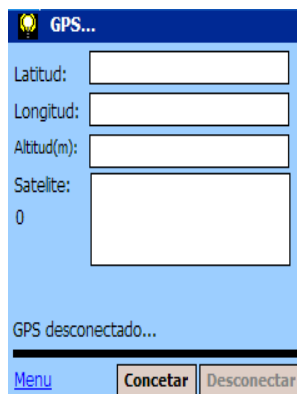 GPS...
Latitud:
Longitud:
Altitud(m):
Satelite:
0
GPS desconectado...
Menu Concetar Desconectar